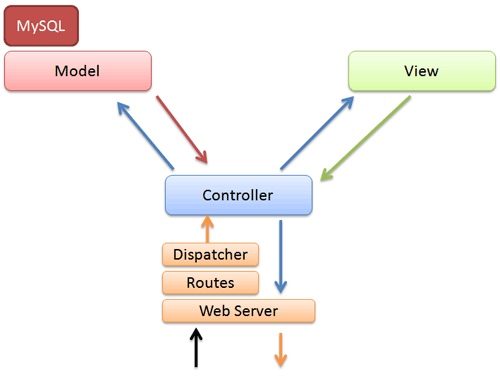 MySQL
Model
View
Controller
Dispatcher
Routes
Web Server